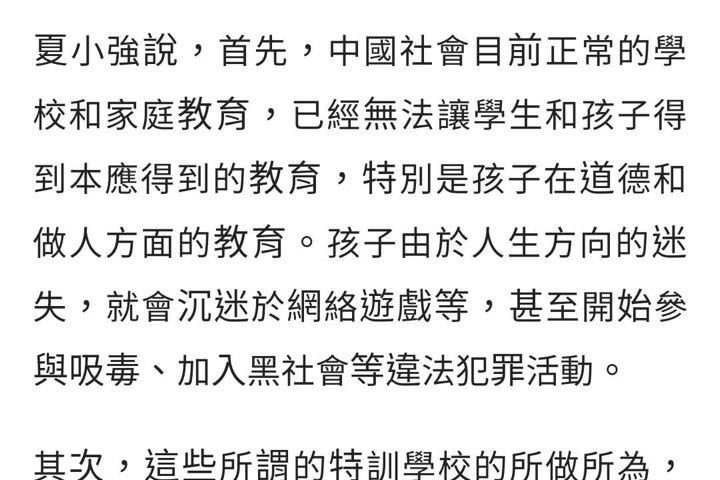 夏小強說，首先，中國社會目前正常的學
校和家庭教育，已經無法讓學生和孩子得
到本應得到的教育，特別是孩子在道德和
做人方面的教育。孩子由於人生方向的迷
失，就會沉迷於網絡遊戲等，甚至開始參
與吸毒、加入黑社會等違法犯罪活動。
其次，這些所謂的特訓學校的所做所為，